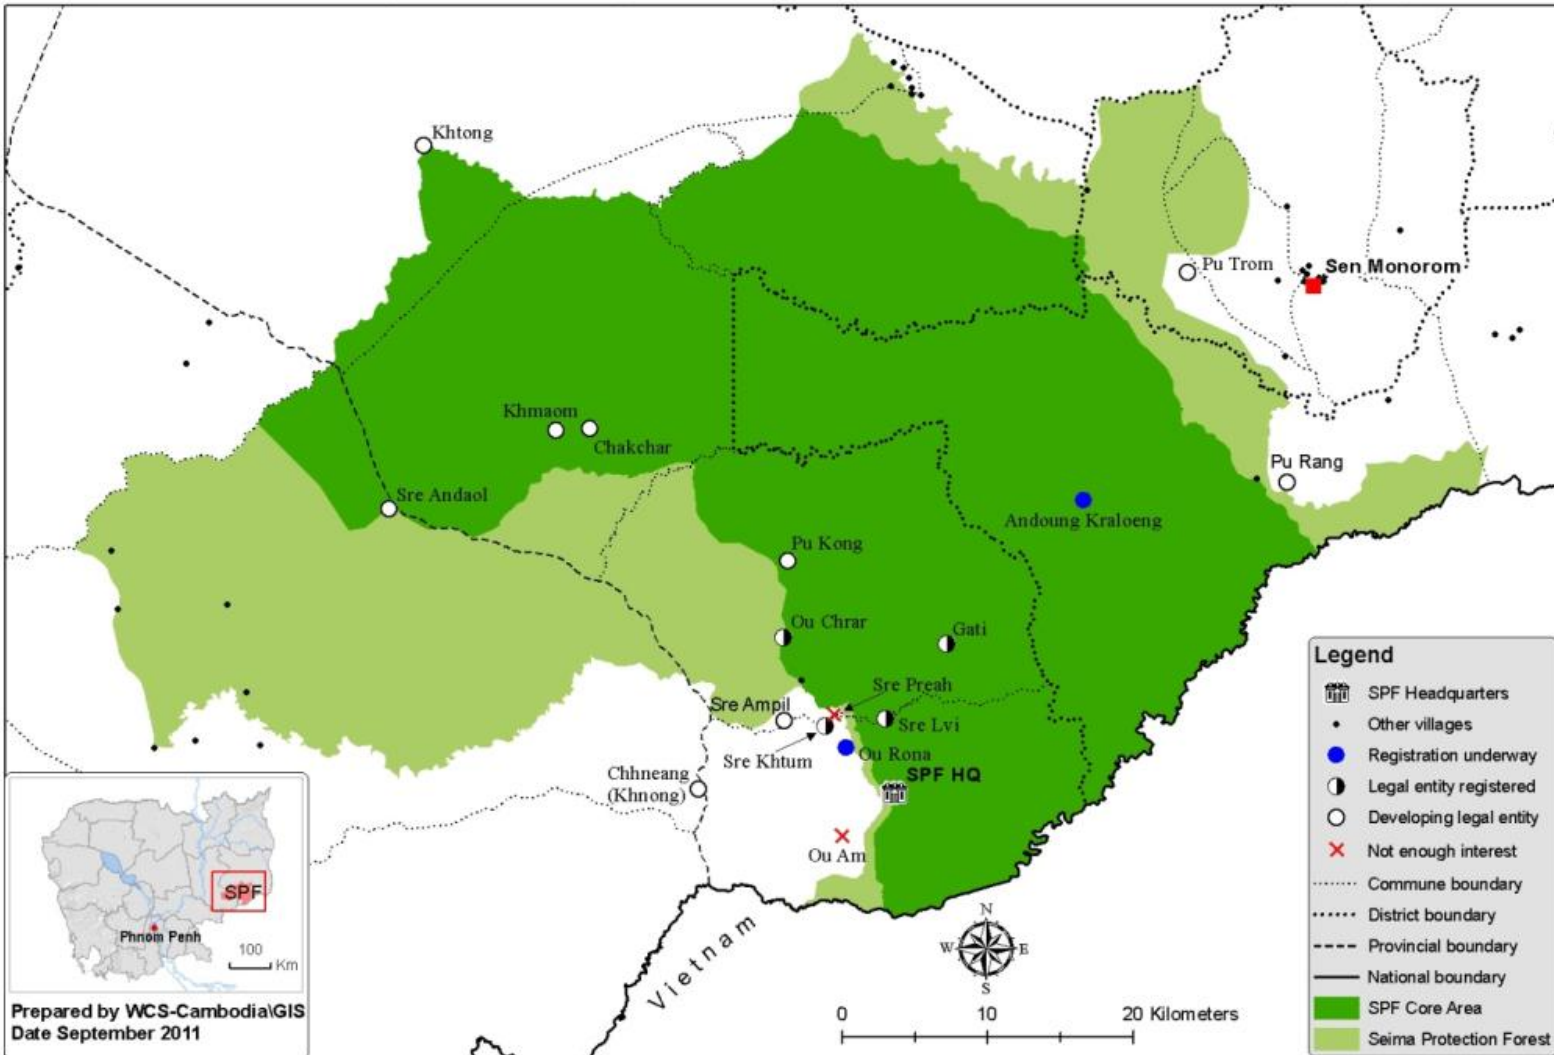 Khtong
Pu Trom
Sen Monorom
Khmaom
Chakchar
Pu Rang
Sre Andaol
Andoung Kraloeng
Pu Kong
Ou Chrar
Gati
Sre Preah
Sre Ampil
Sre Lvi
Sre Khtum
Ou Rona
SPF HQ
Chhneang
(Khnong)
Ou Am
Vietnam
N
W
E
S
0
10
20 Kilometers
Legend
SPF Headquarters
Other villages
Registration underway
Legal entity registered
Developing legal entity
Not enough interest
Commune boundary
District boundary
Provincial boundary
National boundary
SPF Core Area
Seima Protection Forest
SPF
Phnom Penh
100
Km
Prepared by WCS-Cambodia\GIS
Date September 2011